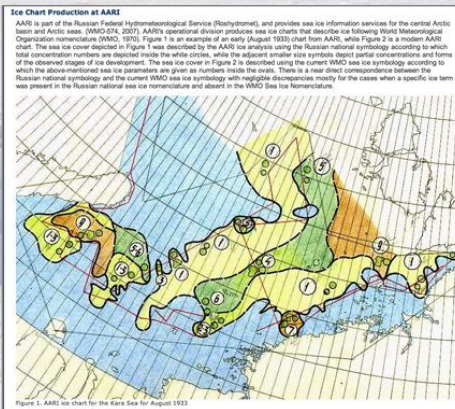 Ice Chart Production at AARI
AARI is part of the Russian Federal Hydrometeorological Service (Roshydromet), and provides sea ice information services for the central Arctic
basin and Arctic seas. (WMO-574, 2007). AARI's operational division produces sea ice charts that describe ice following World Meteorological
Organization nomenclature (WMO, 1970). Figure 1 is an example of an early (August 1933) chart from AARI, while Figure 2 is a modern AARI
chart. The sea ice cover depicted in Figure 1 was described by the AARI ice analysis using the Russian national symbology according to which
total concentration numbers are depicted inside the white circles, while the adjacent smaller size symbols depict partial concentrations and forms
of the observed stages of ice development. The sea ice cover in Figure 2 is described using the current WMO sea ice symbology according to
which the above-mentioned sea ice parameters are given as numbers inside the ovals. There is a near direct correspondence between the
Russian national symbology and the current WMO sea ice symbology with negligible discrepancies mostly for the cases when a specific ice term
was present in the Russian national sea ice nomenclature and absent in the WMO Sea Ice Nomenclature.
1
5
1
1
1
4
1
6
1
Figure 1. AARI ice chart for the Kara Sea for August 1933